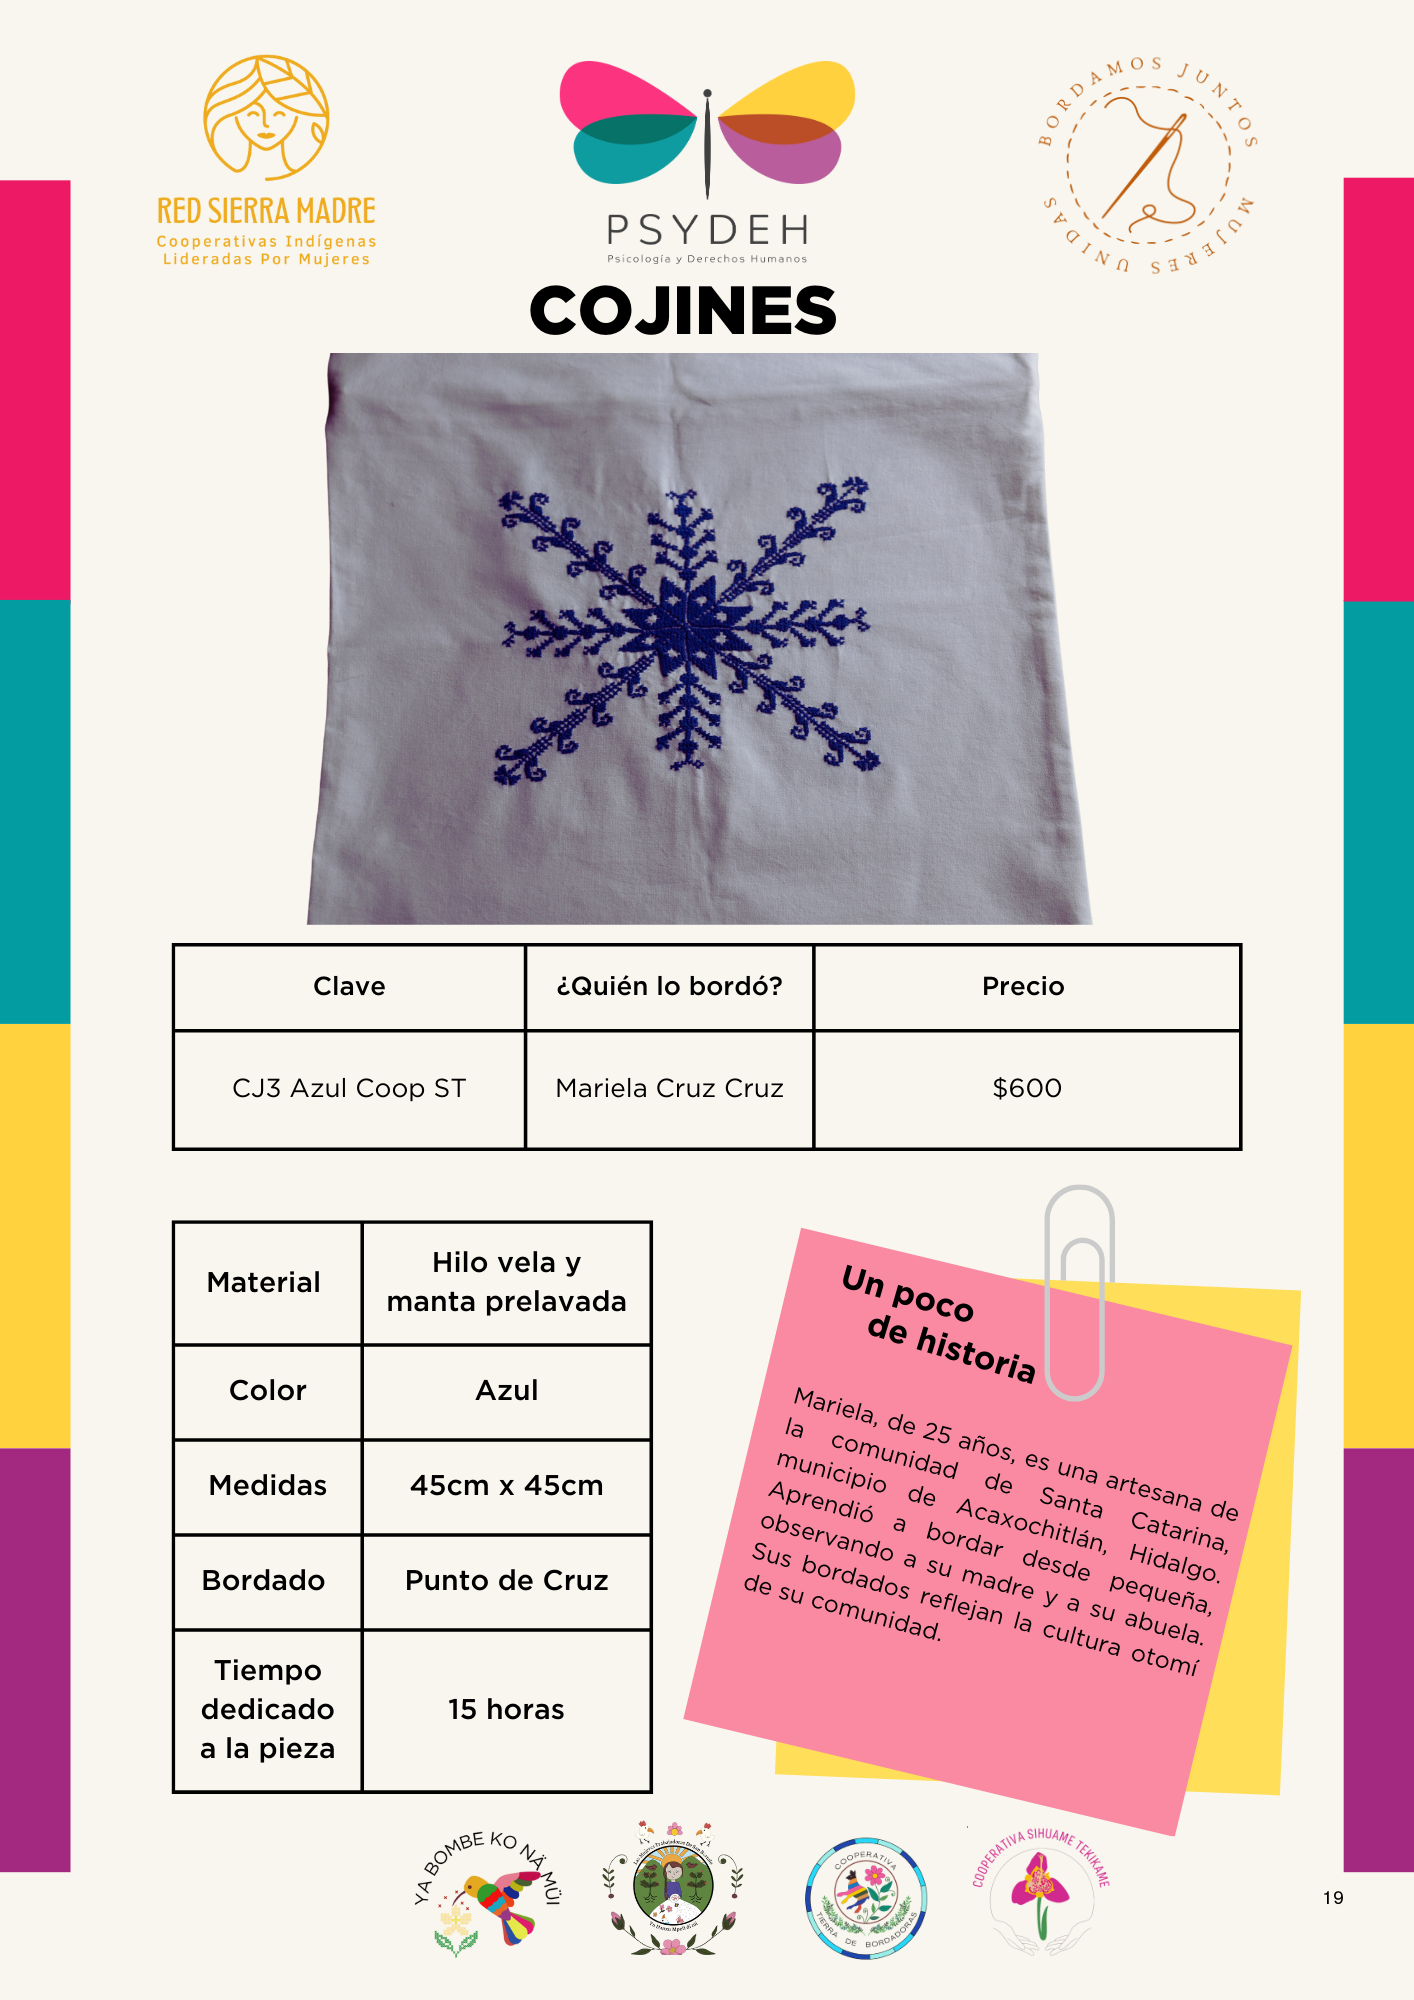 RED SIERRA MADRE
Cooperativas Indígenas
Lideradas Por Mujeres
PSYDEH
Psicología y Derechos Humanos
BORDAMOS JUNTOS
MUJERES UNIDAS
COJINES
Clave ¿Quién lo bordó? Precio
CJ3 Azul Coop ST Mariela Cruz Cruz $600
Material Hilo vela y
manta prelavada
Color Azul
Medidas 45cm x 45cm
Bordado Punto de Cruz
Tiempo
dedicado
a la pieza
15 horas
Un poco
de historia
Mariela, de 25 años, es una artesana de
la comunidad de Santa Catarina,
municipio de Acaxochitlán, Hidalgo.
Aprendió a bordar desde pequeña,
observando a su madre y a su abuela.
Sus bordados reflejan la cultura otomí
de su comunidad.
YA BOMBE KO NÄ MÜI
COOPERATIVA
TIERRA DE BORDADORAS
COOPERATIVA SIHUAME TEKIKAME
19